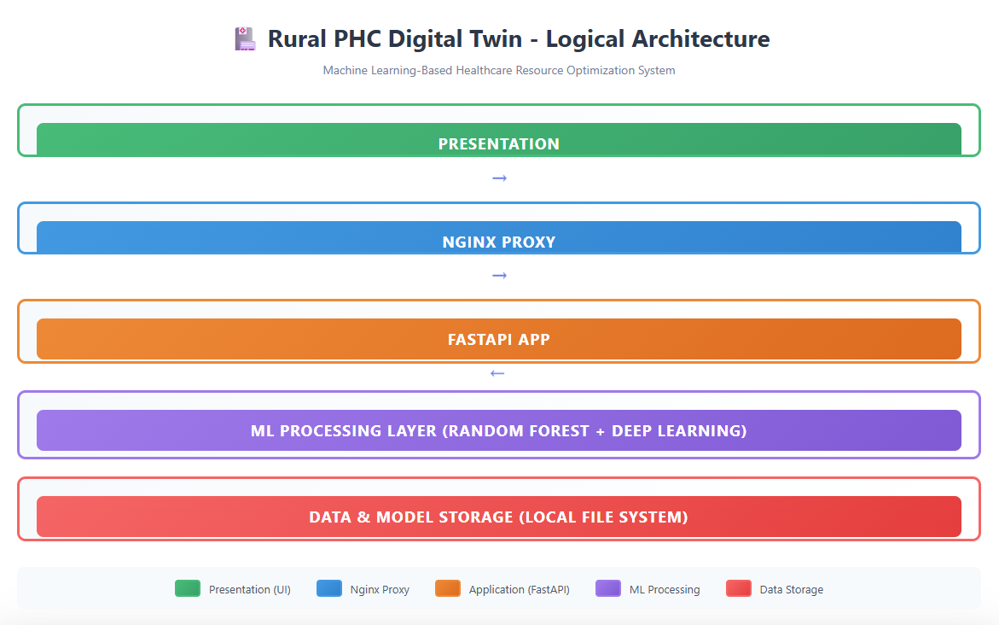 Rural PHC Digital Twin - Logical Architecture
Machine Learning-Based Healthcare Resource Optimization System
PRESENTATION
→
NGINX PROXY
→
FASTAPI APP
←
ML PROCESSING LAYER (RANDOM FOREST + DEEP LEARNING)
DATA & MODEL STORAGE (LOCAL FILE SYSTEM)
Presentation (UI) Nginx Proxy Application (FastAPI) ML Processing Data Storage